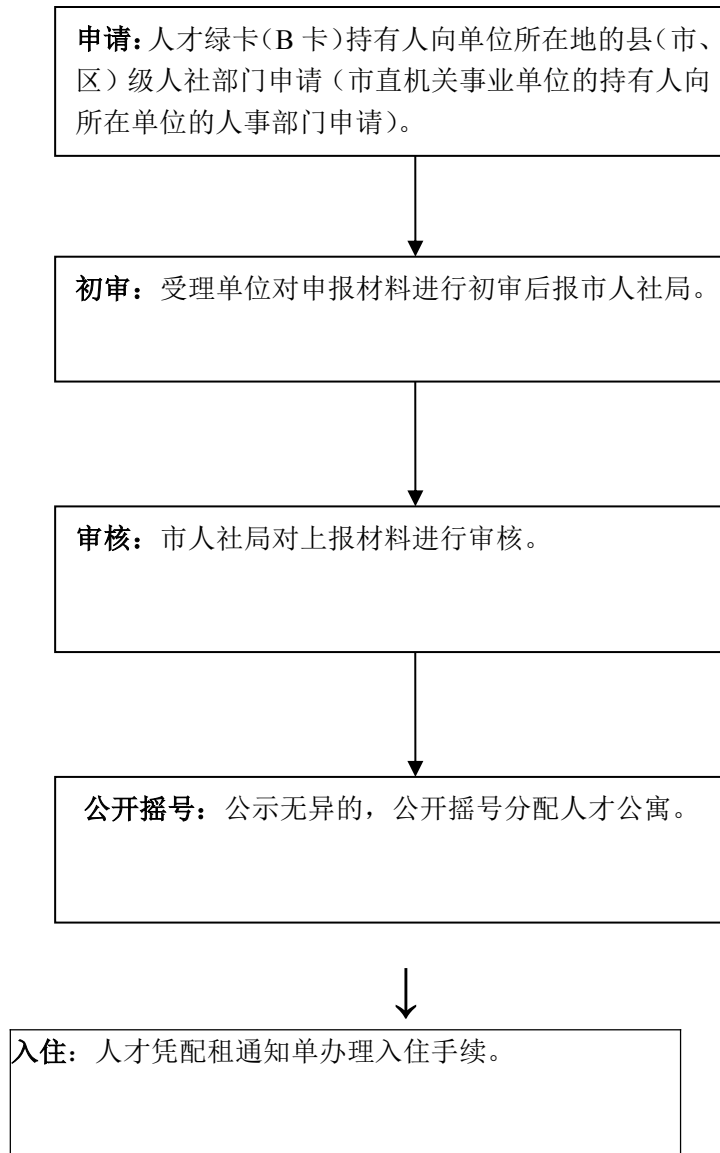 申请：人才绿卡（B 卡）持有人向单位所在地的县（市、
区）级人社部门申请（市直机关事业单位的持有人向
所在单位的人事部门申请）。
初审：受理单位对申报材料进行初审后报市人社局。
审核：市人社局对上报材料进行审核。
公开摇号：公示无异的，公开摇号分配人才公寓。
入住：人才凭配租通知单办理入住手续。